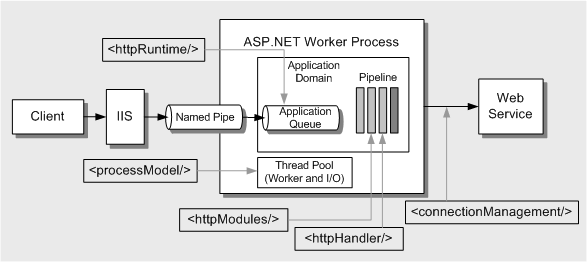 ASP.NET Worker Process
<httpRuntime/>
Application
Domain
Pipeline
Client
IIS
Named Pipe
Application
Queue
Web
Service
<processModel/>
Thread Pool
(Worker and I/O)
<httpModules/>
<connectionManagement/>
<httpHandler/>